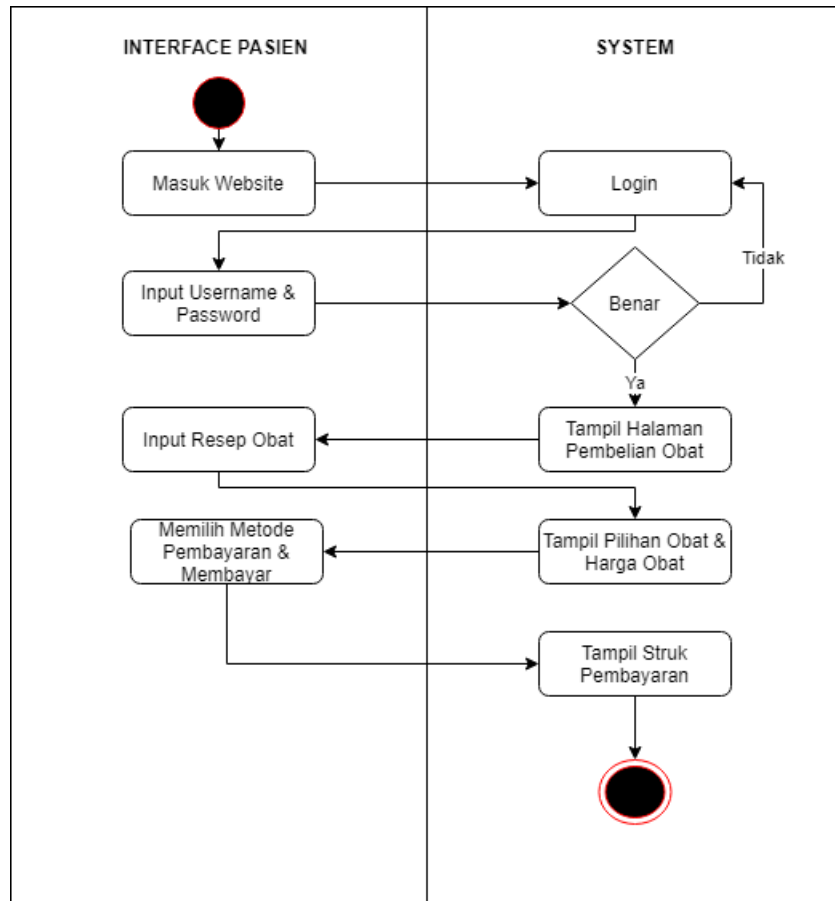 INTERFACE PASIEN
SYSTEM
Masuk Website
Login
Tidak
Input Username &
Password
Benar
Ya
Input Resep Obat
Tampil Halaman
Pembelian Obat
Memilih Metode
Pembayaran &
Membayar
Tampil Pilihan Obat &
Harga Obat
Tampil Struk
Pembayaran